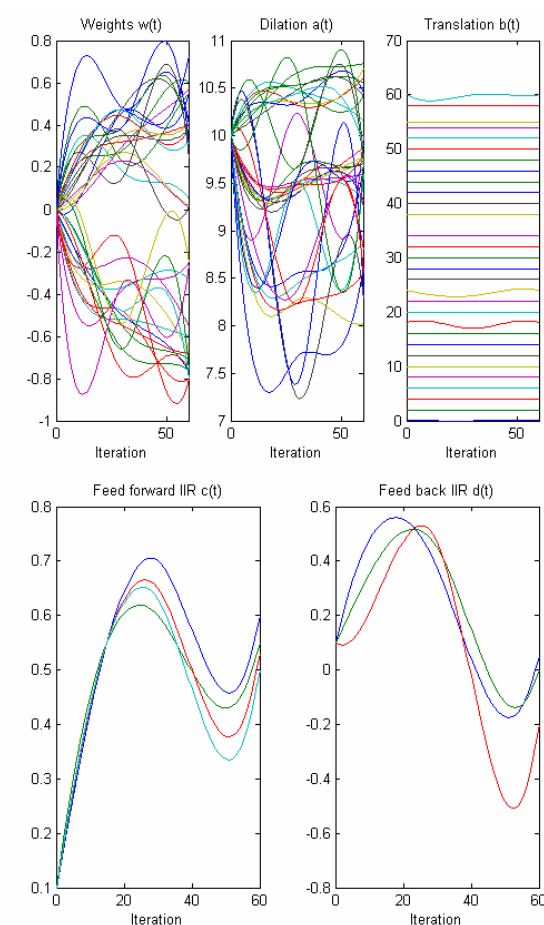 Weights w(t) Dilation a(t) Translation b(t)
0.8 11 70
0.6 10.5 60
0.4 10 50
0.2 9.5 40
0 9 30
-0.2 8.5 20
-0.4 8 10
-0.6 7.5 0
-0.8 7
-1
0 50 0 50 0 50
Iteration Iteration Iteration
Feed forward IIR c(t) Feed back IIR d(t)
0.8 0.6
0.7 0.4
0.6 0.2
0.5 0
0.4 -0.2
0.3 -0.4
0.2 -0.6
0.1 -0.8
0 20 40 60 0 20 40 60
Iteration Iteration